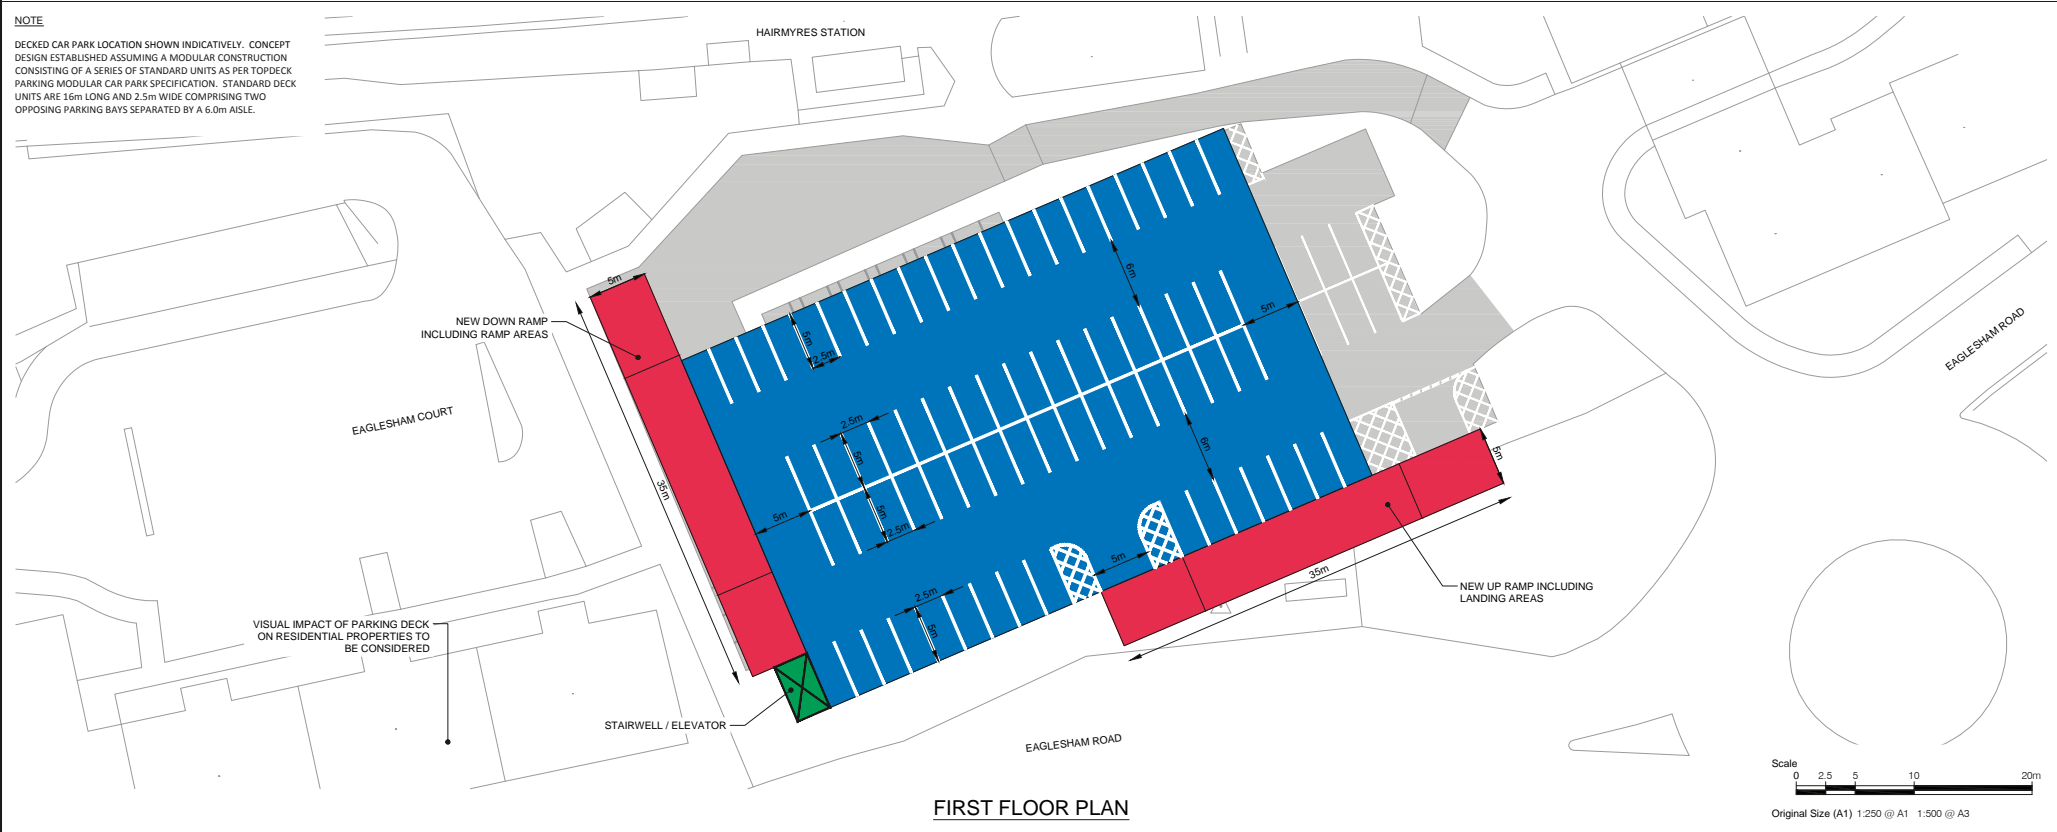 NOTE
DECKED CAR PARK LOCATION SHOWN INDICATIVELY. CONCEPT
DESIGN ESTABLISHED ASSUMING A MODULAR CONSTRUCTION
CONSISTING OF A SERIES OF STANDARD UNITS AS PER TOPDECK
PARKING MODULAR CAR PARK SPECIFICATION. STANDARD DECK
UNITS ARE 16m LONG AND 2.5m WIDE COMPRISING TWO
OPPOSING PARKING BAYS SEPARATED BY A 6.0m AISLE.
HAIRMYRES STATION
5m
6m
5m
NEW DOWN RAMP
INCLUDING RAMP AREAS
5m
2.5m
EAGLESHAM ROAD
EAGLESHAM COURT
2.5m
5m
6m
5m
35m
5m
5m
2.5m
5m
35m
NEW UP RAMP INCLUDING
LANDING AREAS
2.5m
5m
VISUAL IMPACT OF PARKING DECK
ON RESIDENTIAL PROPERTIES TO
BE CONSIDERED
STAIRWELL / ELEVATOR
EAGLESHAM ROAD
FIRST FLOOR PLAN
Scale
0 2.5 5 10 20m
Original Size (A1) 1:250 @ A1 1:500 @ A3